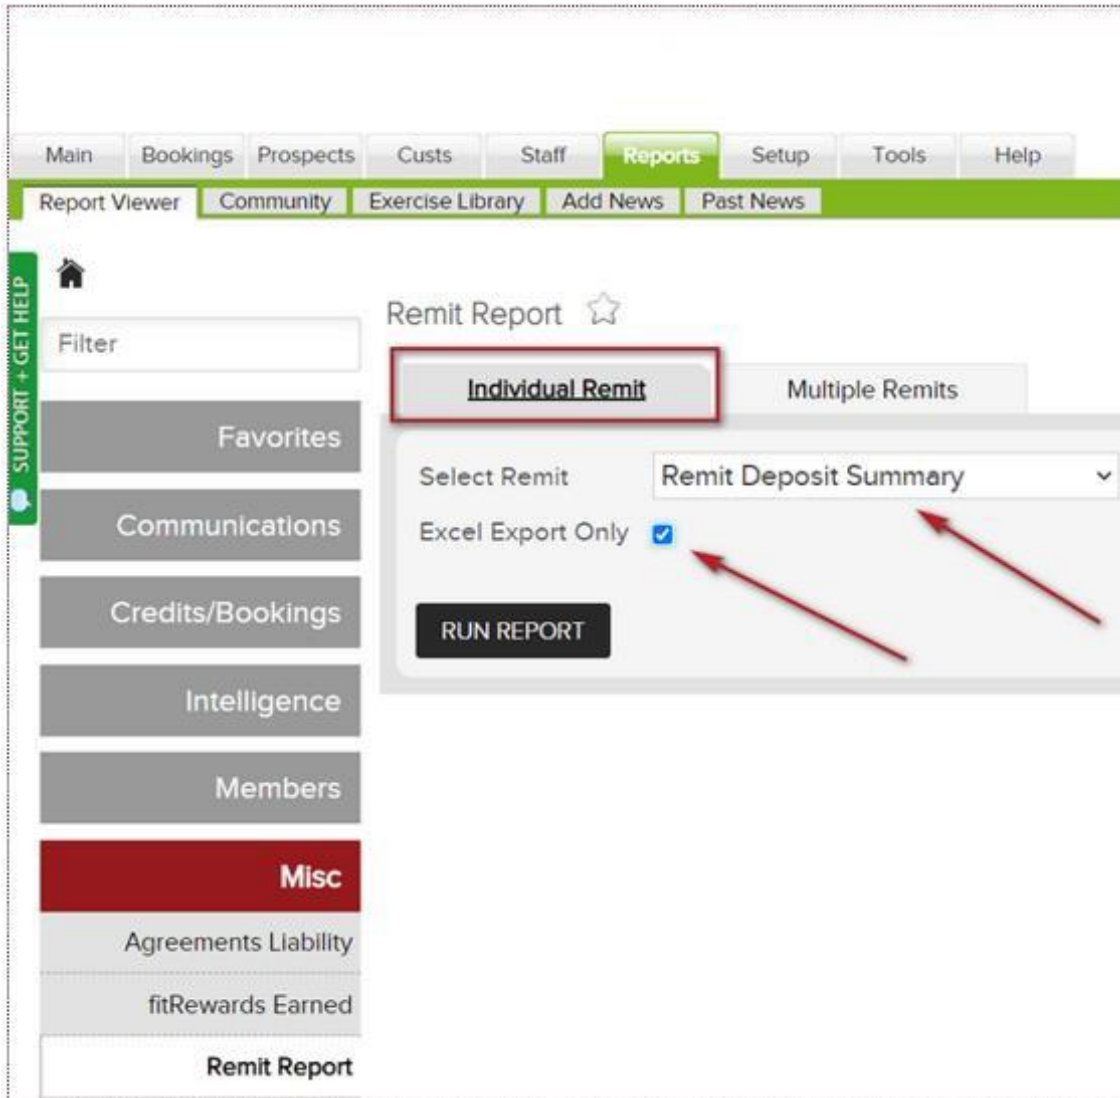 Main Bookings Prospects Custs Staff Reports Setup Tools Help
Report Viewer Community Exercise Library Add News Past News
SUPPORT + GET HELP
Filter
Favorites
Communications
Credits/Bookings
Intelligence
Members
Misc
Agreements Liability
fitRewards Earned
Remit Report
Remit Report
Individual Remit Multiple Remits
Select Remit Remit Deposit Summary
Excel Export Only
RUN REPORT